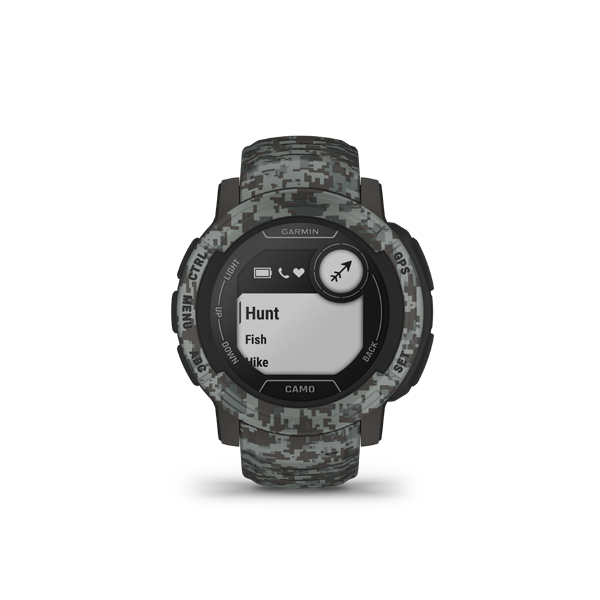 GARMIN
CTRL
LIGHT
GPS
MENU
UP
Hunt
Fish
Hike
DOWN
BACK
ABC
SET
CAMO